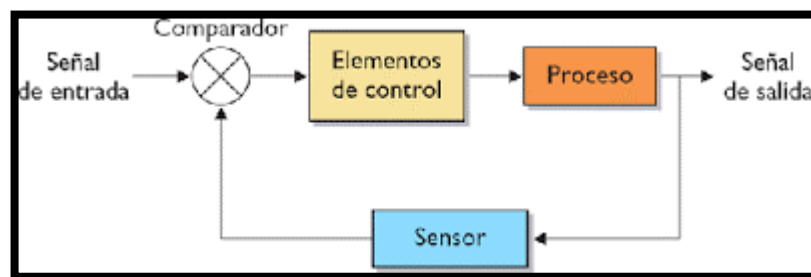 Comparador
Señal
de entrada
Elementos
de control
Proceso
Señal
de salida
Sensor